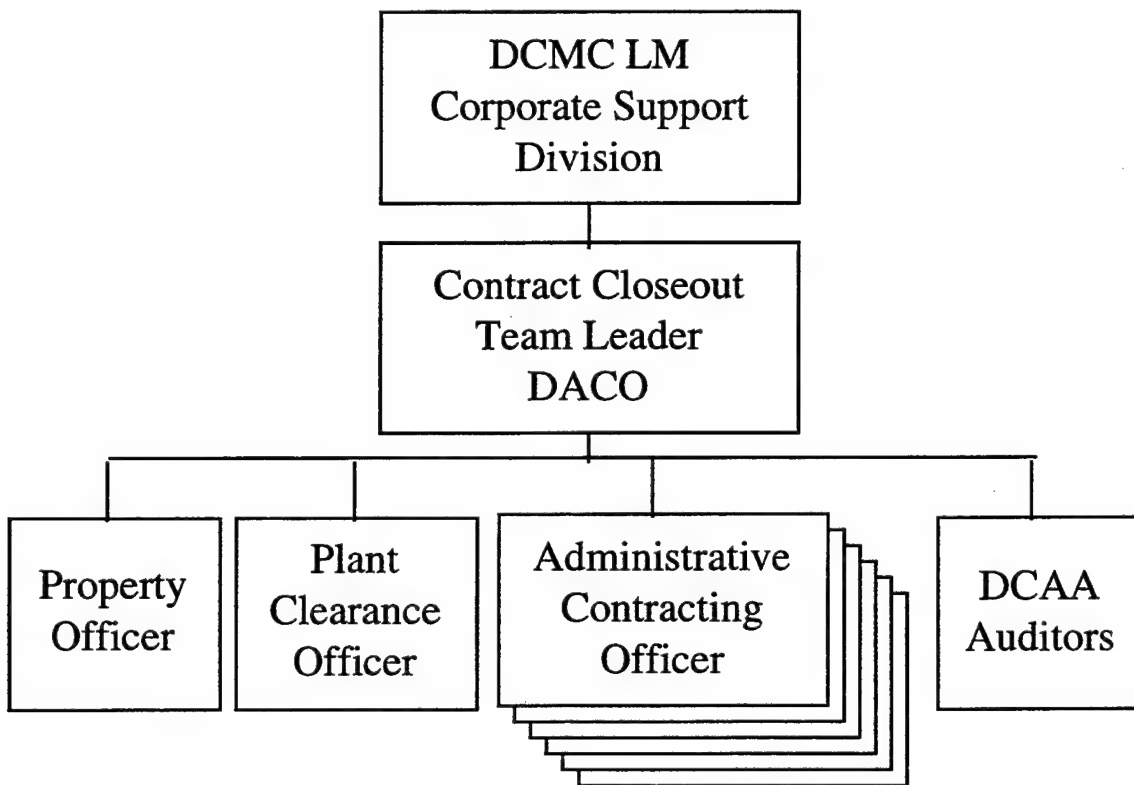 DCMC LM
Corporate Support
Division
Contract Closeout
Team Leader
DACO
Property
Officer
Plant
Clearance
Officer
Administrative
Contracting
Officer
DCAA
Auditors